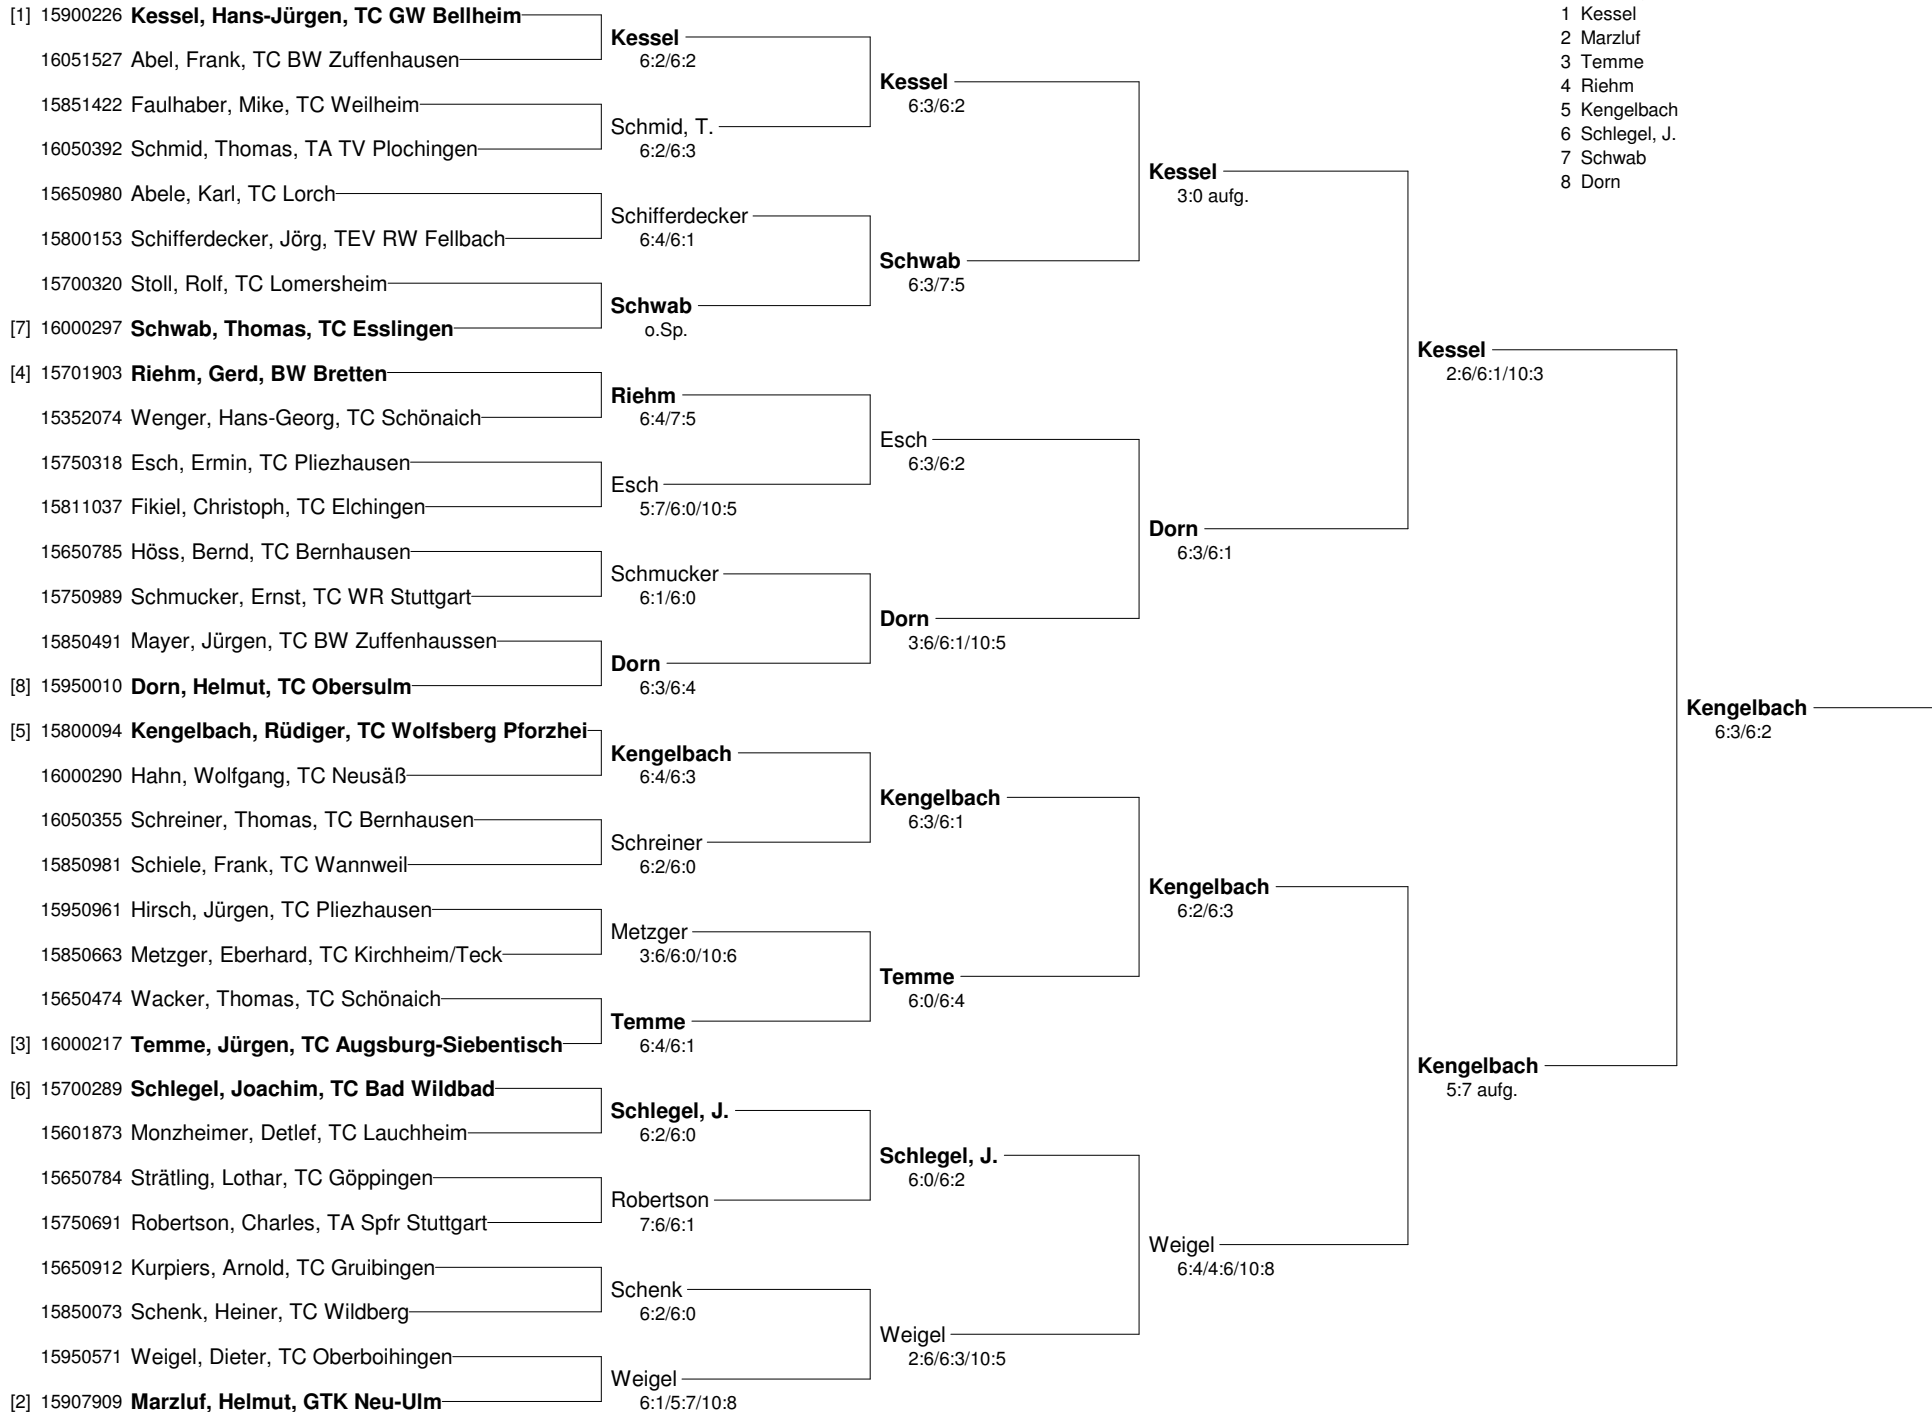 [1] 15900226 Kessel, Hans-Jürgen, TC GW Bellheim
16051527 Abel, Frank, TC BW Zuffenhausen
15851422 Faulhaber, Mike, TC Weilheim
16050392 Schmid, Thomas, TA TV Plochingen
15650980 Abele, Karl, TC Lorch
15800153 Schifferdecker, Jörg, TEV RW Fellbach
15700320 Stoll, Rolf, TC Lomersheim
[7] 16000297 Schwab, Thomas, TC Esslingen
[4] 15701903 Riehm, Gerd, BW Bretten
15352074 Wenger, Hans-Georg, TC Schönaich
15750318 Esch, Ermin, TC Pliezhausen
15811037 Fikiel, Christoph, TC Elchingen
15650785 Höss, Bernd, TC Bernhausen
15750989 Schmucker, Ernst, TC WR Stuttgart
15850491 Mayer, Jürgen, TC BW Zuffenhaussen
[8] 15950010 Dorn, Helmut, TC Obersulm
[5] 15800094 Kengelbach, Rüdiger, TC Wolfsberg Pforzhei
16000290 Hahn, Wolfgang, TC Neusäß
16050355 Schreiner, Thomas, TC Bernhausen
15850981 Schiele, Frank, TC Wannweil
15950961 Hirsch, Jürgen, TC Pliezhausen
15850663 Metzger, Eberhard, TC Kirchheim/Teck
15650474 Wacker, Thomas, TC Schönaich
[3] 16000217 Temme, Jürgen, TC Augsburg-Siebentisch
[6] 15700289 Schlegel, Joachim, TC Bad Wildbad
15601873 Monzheimer, Detlef, TC Lauchheim
15650784 Strätling, Lothar, TC Göppingen
15750691 Robertson, Charles, TA Spfr Stuttgart
15650912 Kurpiers, Arnold, TC Gruibingen
15850073 Schenk, Heiner, TC Wildberg
15950571 Weigel, Dieter, TC Oberboihingen
[2] 15907909 Marzluf, Helmut, GTK Neu-Ulm
Kessel
6:2/6:2
Schmid, T.
6:2/6:3
Schifferdecker
6:4/6:1
Schwab
o.Sp.
Riehm
6:4/7:5
Esch
5:7/6:0/10:5
Schmucker
6:1/6:0
Dorn
6:3/6:4
Kengelbach
6:4/6:3
Schreiner
6:2/6:0
Metzger
3:6/6:0/10:6
Temme
6:4/6:1
Schlegel, J.
6:2/6:0
Robertson
7:6/6:1
Schenk
6:2/6:0
Weigel
6:1/5:7/10:8
Kessel
6:3/6:2
Schwab
6:3/7:5
Esch
6:3/6:2
Dorn
3:6/6:1/10:5
Kengelbach
6:3/6:1
Temme
6:0/6:4
Schlegel, J.
6:0/6:2
Weigel
2:6/6:3/10:5
Kessel
3:0 aufg.
Dorn
6:3/6:1
Kengelbach
6:2/6:3
Weigel
6:4/4:6/10:8
Kessel
2:6/6:1/10:3
Kengelbach
5:7 aufg.
Kengelbach
6:3/6:2
1 Kessel
2 Marzluf
3 Temme
4 Riehm
5 Kengelbach
6 Schlegel, J.
7 Schwab
8 Dorn